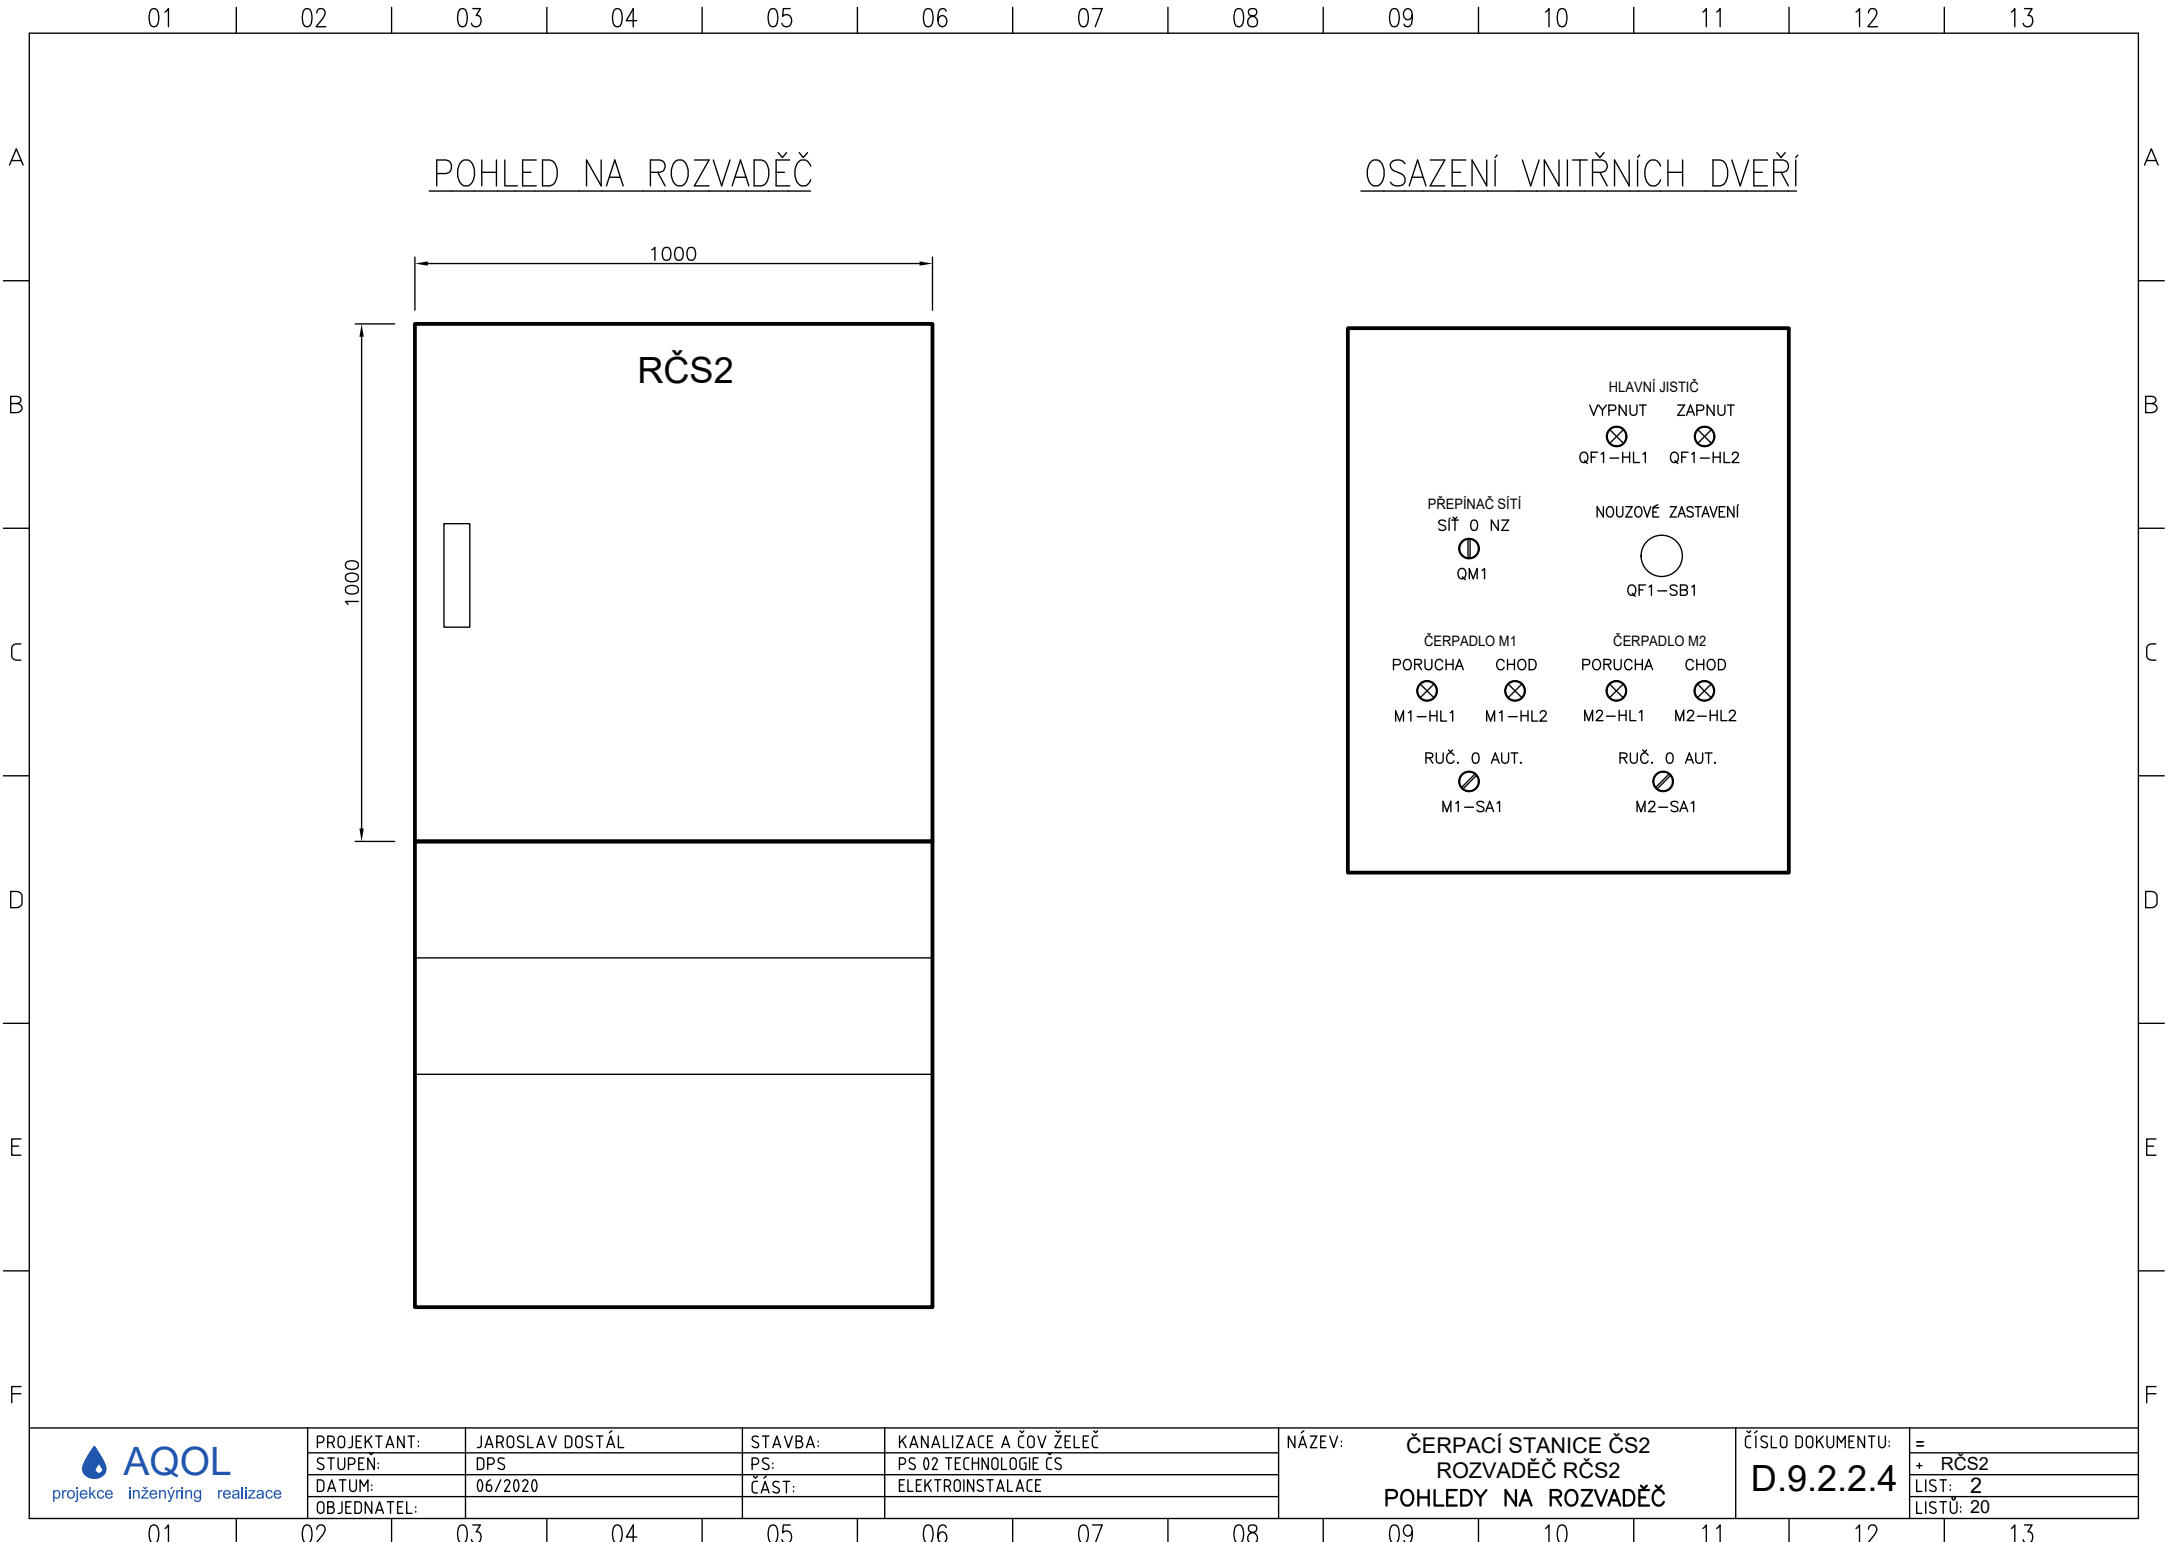 01 02 03 04 05 06 07 08 09 10 11 12 13
A A
POHLED NA ROZVADĚČ
OSAZENÍ VNITŘNÍCH DVEŘÍ
1000
RČS2
1000
B B
HLAVNÍ JISTIČ
VYPNUT ZAPNUT
QF1-HL1 QF1-HL2
PŘEPÍNAČ SÍTÍ
SÍŤ 0 NZ
QM1
NOUZOVÉ ZASTAVENÍ
QF1-SB1
C C
ČERPADLO M1 ČERPADLO M2
PORUCHA CHOD PORUCHA CHOD
M1-HL1 M1-HL2 M2-HL1 M2-HL2
RUČ. 0 AUT. RUČ. 0 AUT.
M1-SA1 M2-SA1
D D
E E
F F
AQOL
projekce inženýring realizace
PROJEKTANT: JAROSLAV DOSTÁL
STUPEŇ: DPS
DATUM: 06/2020
OBJEDNATEL:
STAVBA: KANALIZACE A ČOV ŽELEČ
PS: PS 02 TECHNOLOGIE ČS
ČÁST: ELEKTROINSTALACE
NÁZEV: ČERPACÍ STANICE ČS2
ROZVADĚČ RČS2
POHLEDY NA ROZVADĚČ
ČÍSLO DOKUMENTU:
D.9.2.2.4
=
+ RČS2
LIST: 2
LISTŮ: 20
01 02 03 04 05 06 07 08 09 10 11 12 13